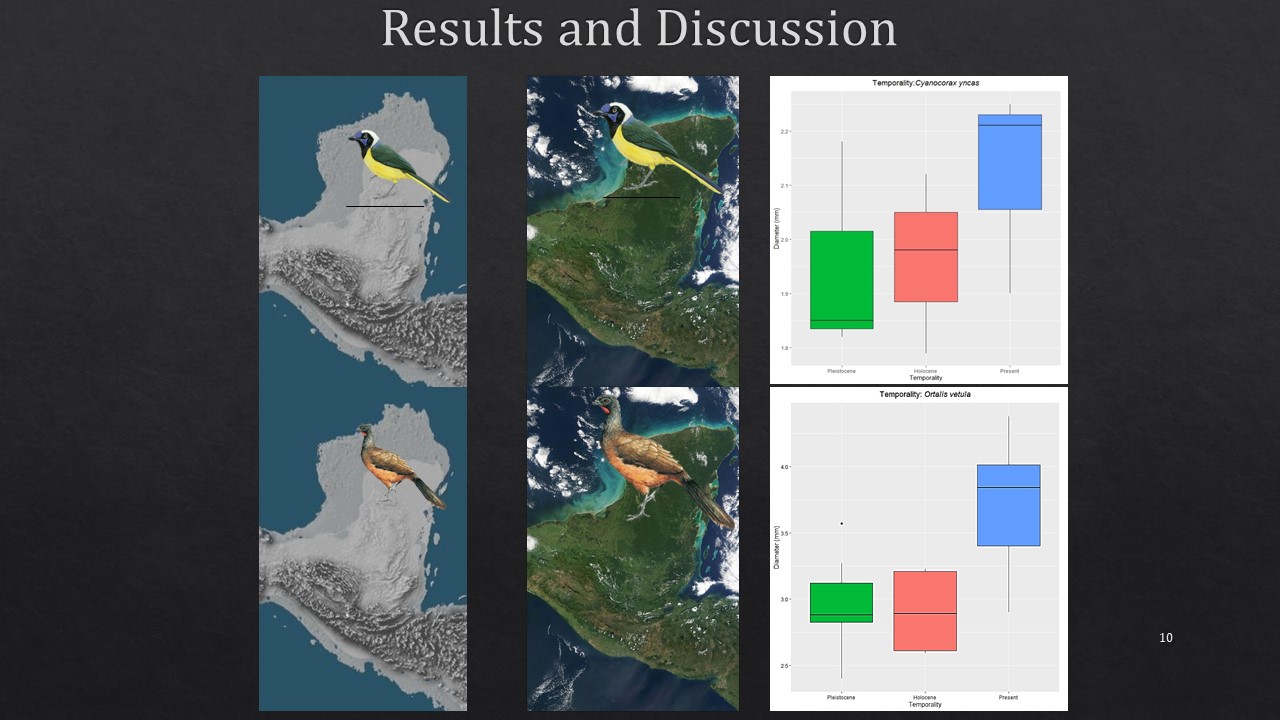 Results and Discussion
Temporality:Cyanocorax yncas
Diameter (mm)
2.2
2.1
2.0
1.9
1.8
Pleistocene Holocene Present
Temporality
Temporality: Ortalis vetula
Diameter (mm)
4.0
3.5
3.0
2.5
Pleistocene Holocene Present
Temporality
10